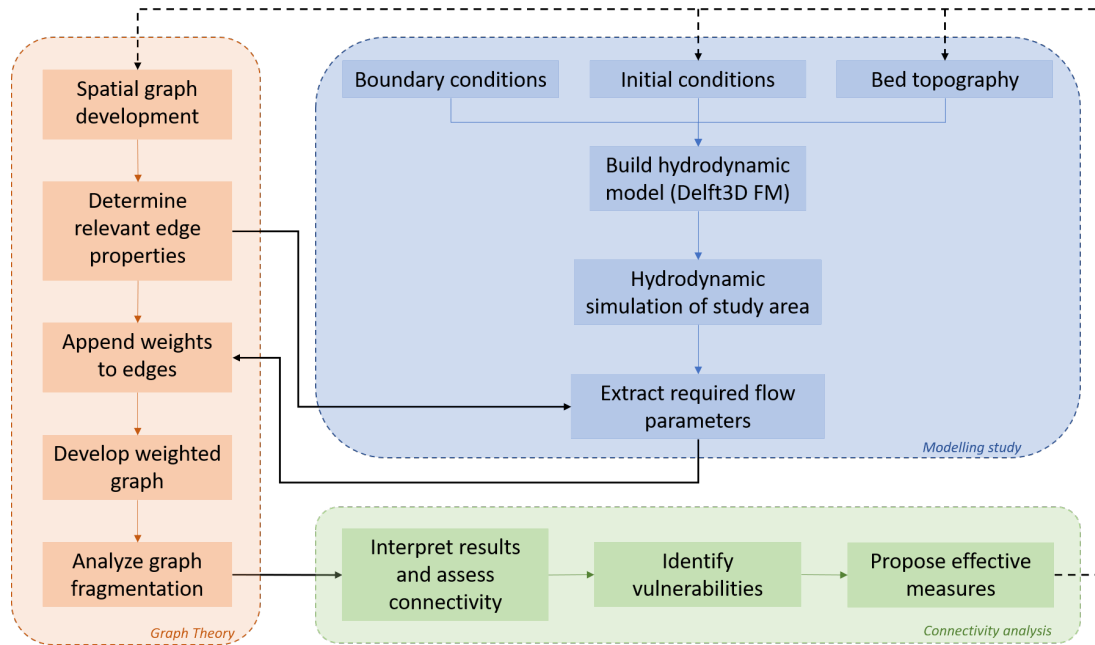 Spatial graph
development
Determine
relevant edge
properties
Append weights
to edges
Develop weighted
graph
Analyze graph
fragmentation
Graph Theory
Boundary conditions
Initial conditions
Bed topography
Build hydrodynamic
model (Delft3D FM)
Hydrodynamic
simulation of study area
Extract required flow
parameters
Modelling study
Interpret results
and assess
connectivity
Identify
vulnerabilities
Propose effective
measures
Connectivity analysis